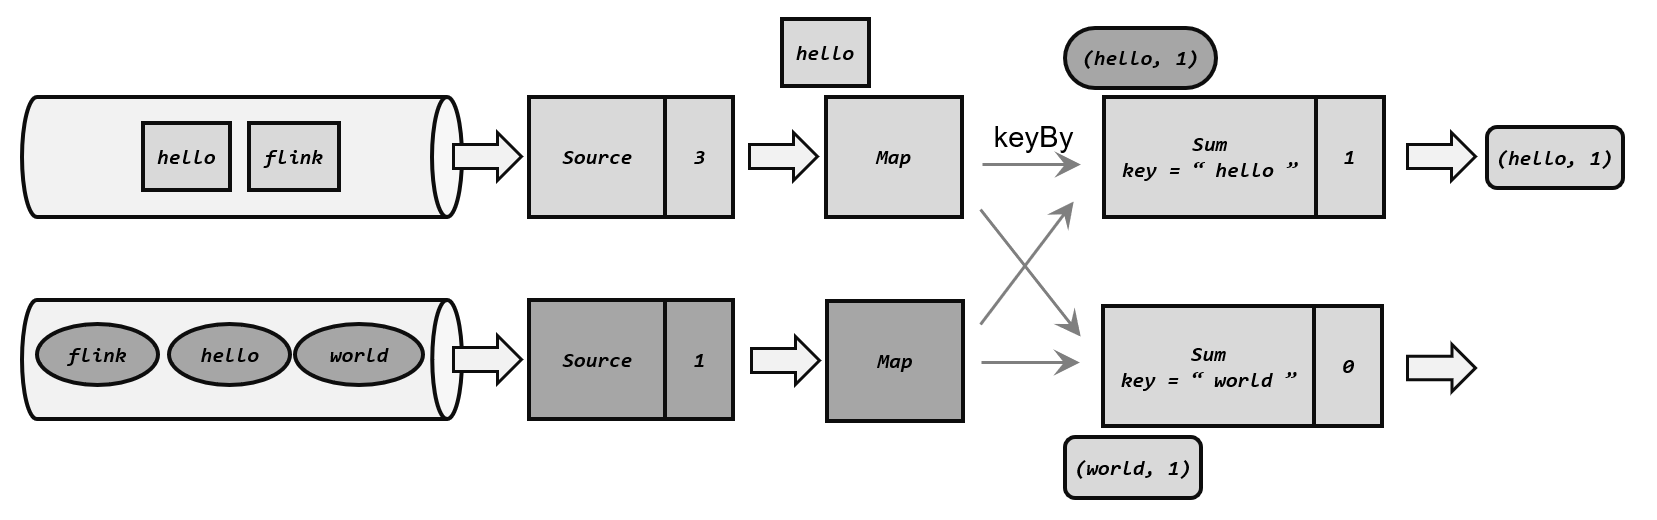 hello
(hello, 1)
hello
flink
Source
3
Map
keyBy
Sum
key = “ hello ”
1
(hello, 1)
flink
hello
world
Source
1
Map
Sum
key = “ world ”
0
(world, 1)